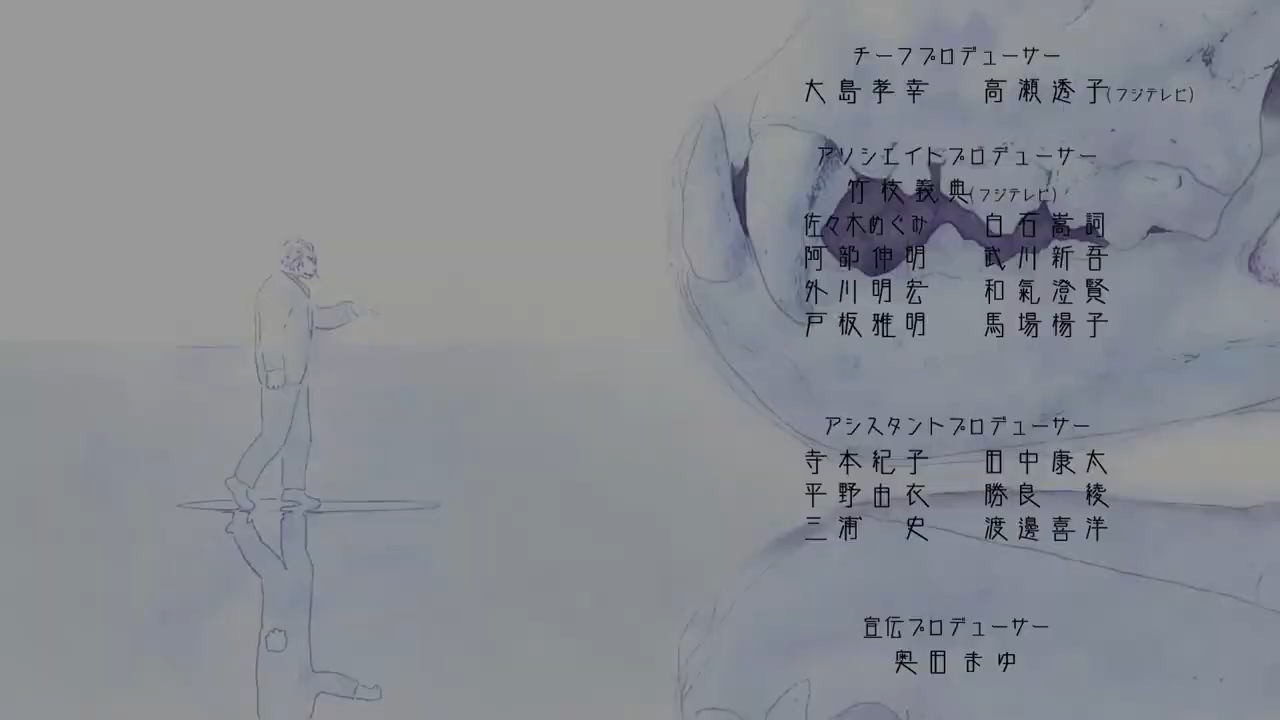 チーフプロデューサー
大島孝幸　高瀬透子(フジテレビ)
アソシエイトプロデューサー
竹枝義典(フジテレビ)
佐々木めぐみ　白石嵩詞
阿部伸明　武川新吾
外川明宏　和氣澄賢
戸板雅明　馬場楊子
アシスタントプロデューサー
寺本紀子　田中康太
平野由衣　勝良　綾
三浦　史　渡邊喜洋
宣伝プロデューサー
奥田まゆ